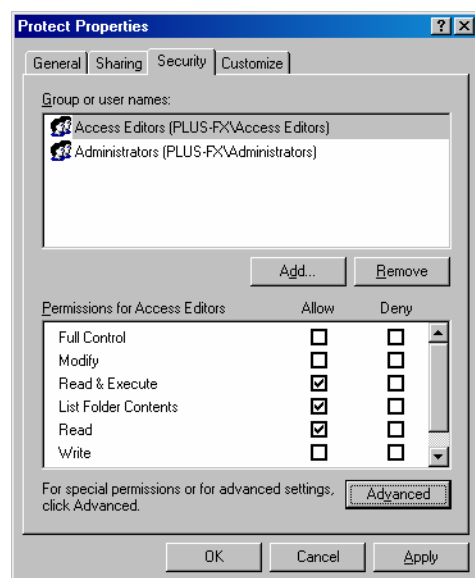 Protect Properties
General Sharing Security Customize
Group or user names:
Access Editors (PLUS-FX\Access Editors)
Administrators (PLUS-FX\Administrators)
Add... Remove
Permissions for Access Editors Allow Deny
Full Control
Modify
Read & Execute
List Folder Contents
Read
Write
For special permissions or for advanced settings,
click Advanced.
Advanced
OK Cancel Apply